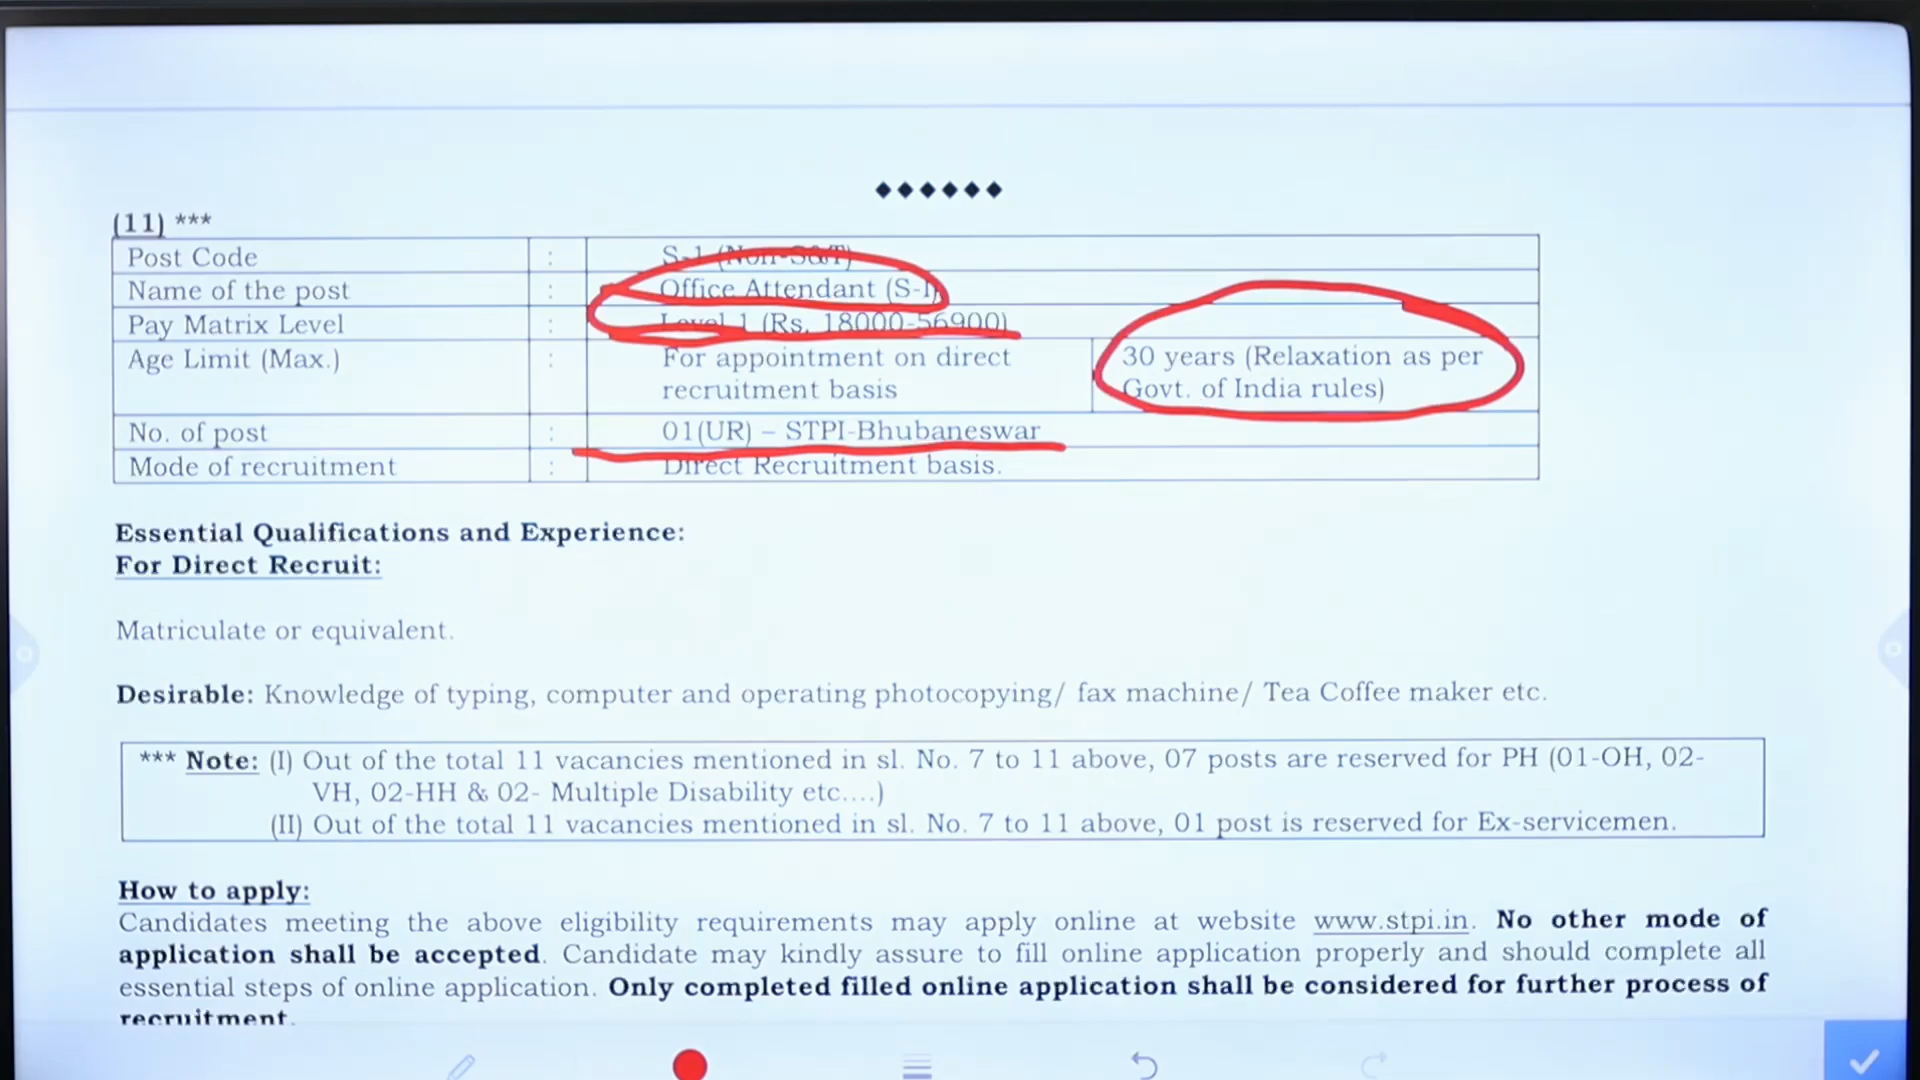 ◆◆◆◆◆◆
(11) ***
Post Code : S-1 (Non-S&T)
Name of the post : Office Attendant (S-I)
Pay Matrix Level : Level 1 (Rs. 18000-56900)
Age Limit (Max.) : For appointment on direct recruitment basis 30 years (Relaxation as per Govt. of India rules)
No. of post : 01(UR) – STPI-Bhubaneswar
Mode of recruitment : Direct Recruitment basis.
Essential Qualifications and Experience:
For Direct Recruit:
Matriculate or equivalent.
Desirable: Knowledge of typing, computer and operating photocopying/ fax machine/ Tea Coffee maker etc.
*** Note: (I) Out of the total 11 vacancies mentioned in sl. No. 7 to 11 above, 07 posts are reserved for PH (01-OH, 02-
VH, 02-HH & 02- Multiple Disability etc....)
(II) Out of the total 11 vacancies mentioned in sl. No. 7 to 11 above, 01 post is reserved for Ex-servicemen.
How to apply:
Candidates meeting the above eligibility requirements may apply online at website www.stpi.in. No other mode of
application shall be accepted. Candidate may kindly assure to fill online application properly and should complete all
essential steps of online application. Only completed filled online application shall be considered for further process of
recruitment.